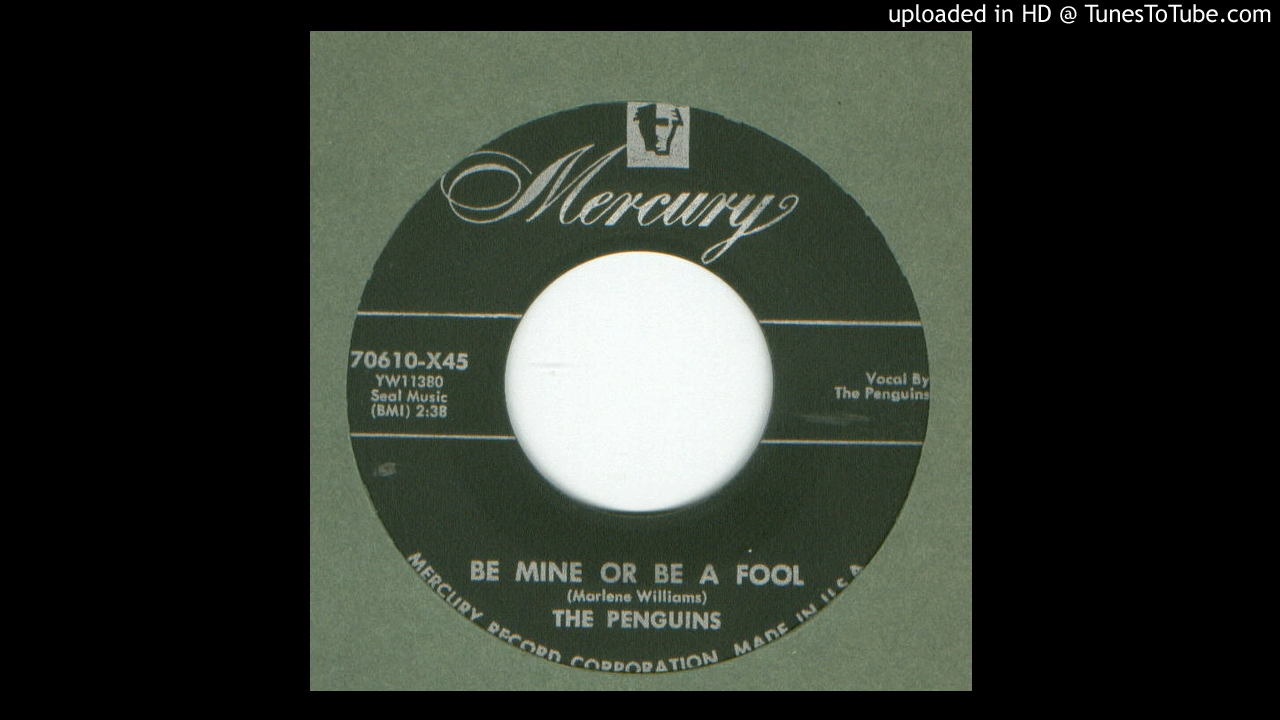 uploaded in HD @ TunesToTube.com
Mercury
70610-X45
YW11380
Seal Music
(BMI) 2:38
Vocal By
The Penguins
BE MINE OR BE A FOOL
(Marlene Williams)
THE PENGUINS
MERCURY RECORD CORPORATION MADE IN U.S.A